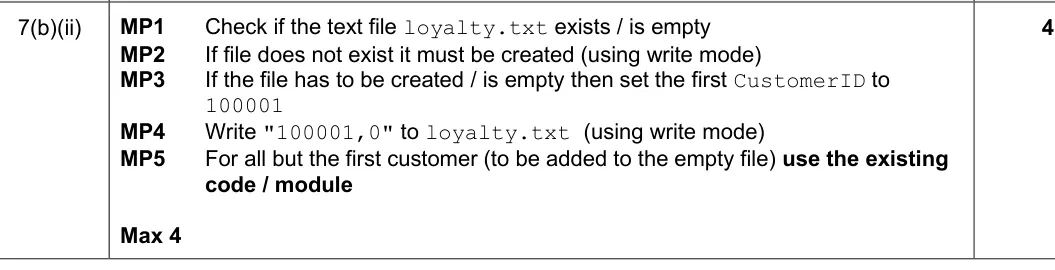 7(b)(ii) MP1 Check if the text file loyalty.txt exists / is empty 4
MP2 If file does not exist it must be created (using write mode)
MP3 If the file has to be created / is empty then set the first CustomerID to
100001
MP4 Write "100001,0" to loyalty.txt (using write mode)
MP5 For all but the first customer (to be added to the empty file) use the existing
code / module
Max 4